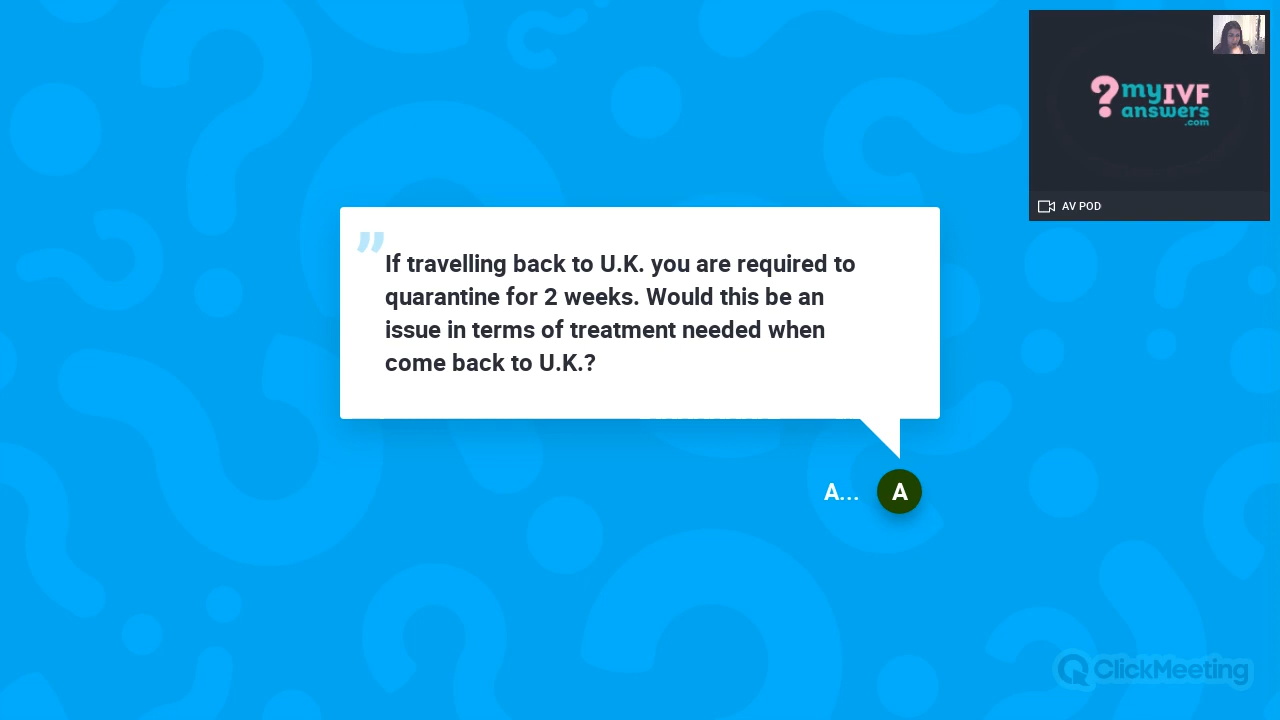 ?myIVF
answers
.com
AV POD
If travelling back to U.K. you are required to
quarantine for 2 weeks. Would this be an
issue in terms of treatment needed when
come back to U.K.?
A... A
ClickMeeting